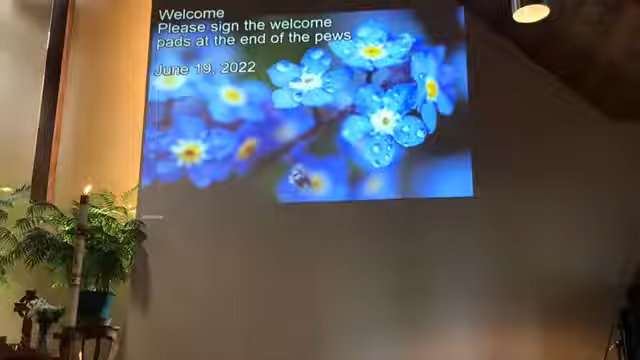 Welcome
Please sign the welcome
pads at the end of the pews
June 19, 2022